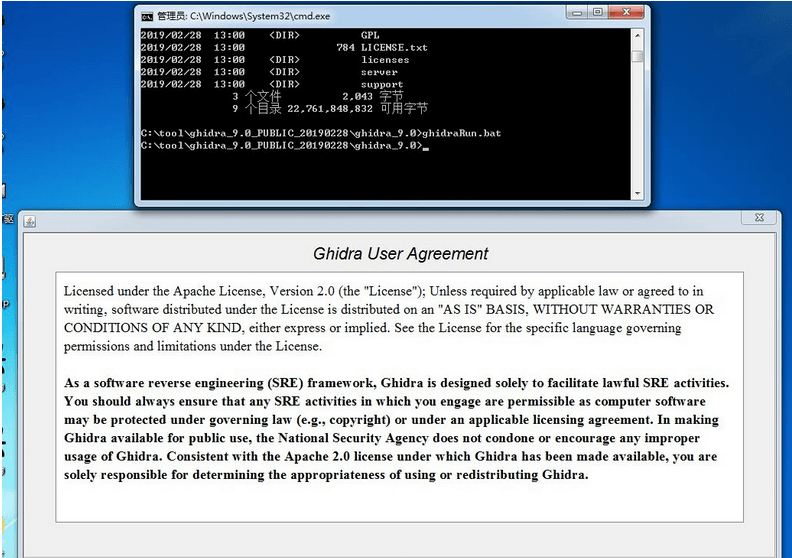 管理员: C:\Windows\System32\cmd.exe
2019/02/28 13:00 <DIR> GPL
2019/02/28 13:00 784 LICENSE.txt
2019/02/28 13:00 <DIR> licenses
2019/02/28 13:00 <DIR> server
2019/02/28 13:00 <DIR> support
3 个文件 2,043 字节
9 个目录 22,761,848,832 可用字节
C:\tool\ghidra_9.0_PUBLIC_20190228\ghidra_9.0>ghidraRun.bat
C:\tool\ghidra_9.0_PUBLIC_20190228\ghidra_9.0>
Ghidra User Agreement
Licensed under the Apache License, Version 2.0 (the "License"); Unless required by applicable law or agreed to in
writing, software distributed under the License is distributed on an "AS IS" BASIS, WITHOUT WARRANTIES OR
CONDITIONS OF ANY KIND, either express or implied. See the License for the specific language governing
permissions and limitations under the License.
As a software reverse engineering (SRE) framework, Ghidra is designed solely to facilitate lawful SRE activities.
You should always ensure that any SRE activities in which you engage are permissible as computer software
may be protected under governing law (e.g., copyright) or under an applicable licensing agreement. In making
Ghidra available for public use, the National Security Agency does not condone or encourage any improper
usage of Ghidra. Consistent with the Apache 2.0 license under which Ghidra has been made available, you are
solely responsible for determining the appropriateness of using or redistributing Ghidra.